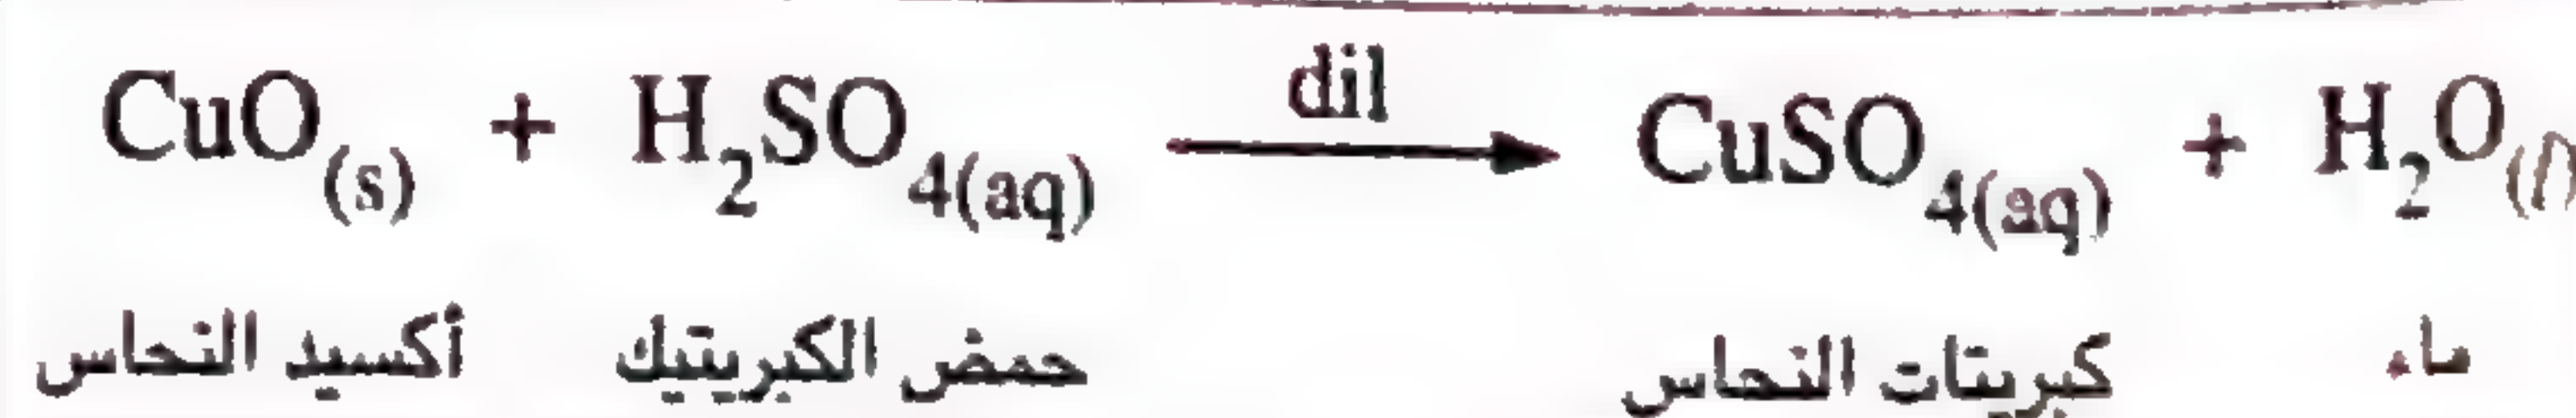 CuO(s) + H2SO4(aq) dil→ CuSO4(aq) + H2O(l)
أكسيد النحاس حمض الكبريتيك كبريتات النحاس ماء